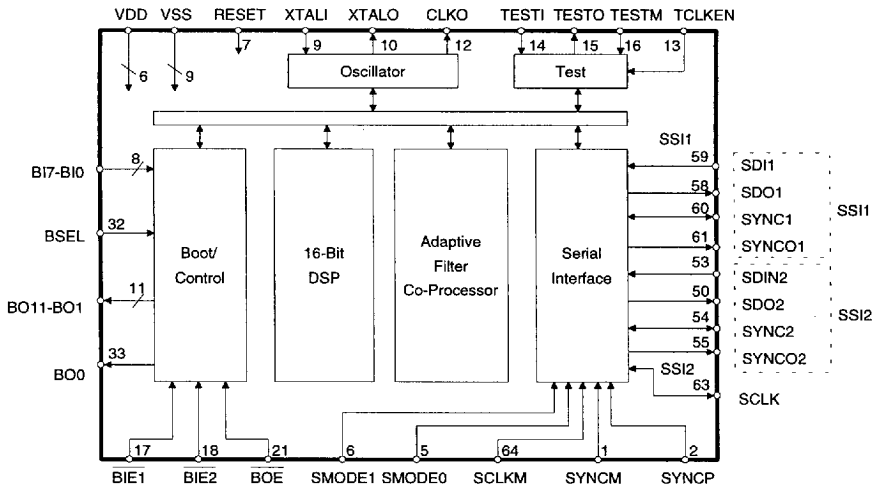 VDD VSS RESET XTALI XTALO CLKO TESTI TESTO TESTM TCLKEN
6 9 7 9 10 12 14 15 16 13
Oscillator Test
SSI1
BI7-BI0 8
BSEL 32
BO11-BO1 11
BO0 33
Boot/
Control
16-Bit
DSP
Adaptive
Filter
Co-Processor
Serial
Interface
59 SDI1
58 SDO1
60 SYNC1
61 SYNCO1
SSI1
53 SDIN2
50 SDO2
54 SYNC2
55 SYNCO2
SSI2
SSI2
63 SCLK
17 18 21 6 5 64 1 2
BIE1 BIE2 BOE SMODE1 SMODE0 SCLKM SYNCM SYNCP